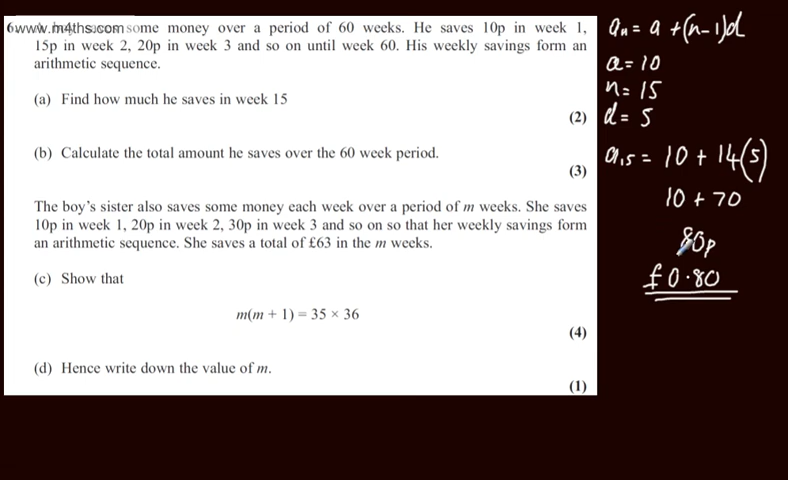 6. www.m4ths.com some money over a period of 60 weeks. He saves 10p in week 1,
15p in week 2, 20p in week 3 and so on until week 60. His weekly savings form an
arithmetic sequence.
(a) Find how much he saves in week 15
(2)
(b) Calculate the total amount he saves over the 60 week period.
(3)
The boy's sister also saves some money each week over a period of m weeks. She saves
10p in week 1, 20p in week 2, 30p in week 3 and so on so that her weekly savings form
an arithmetic sequence. She saves a total of £63 in the m weeks.
(c) Show that
m(m + 1) = 35 × 36
(4)
(d) Hence write down the value of m.
(1)
aₙ = a + (n-1)d
a = 10
n = 15
d = 5
a₁₅ = 10 + 14(5)
10 + 70
80p
£0.80